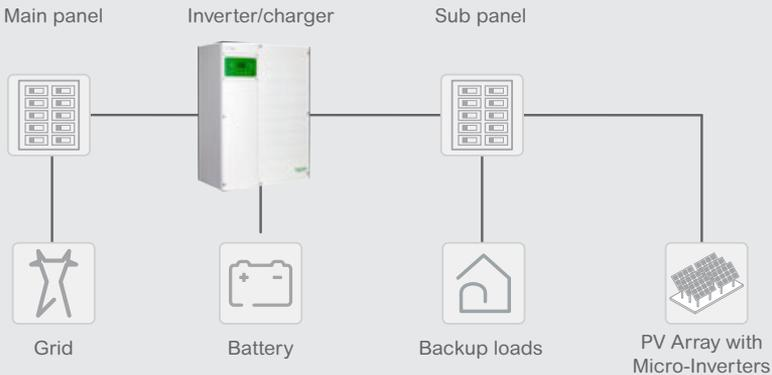 Main panel
Inverter/charger
Sub panel
Grid
Battery
Backup loads
PV Array with
Micro-Inverters